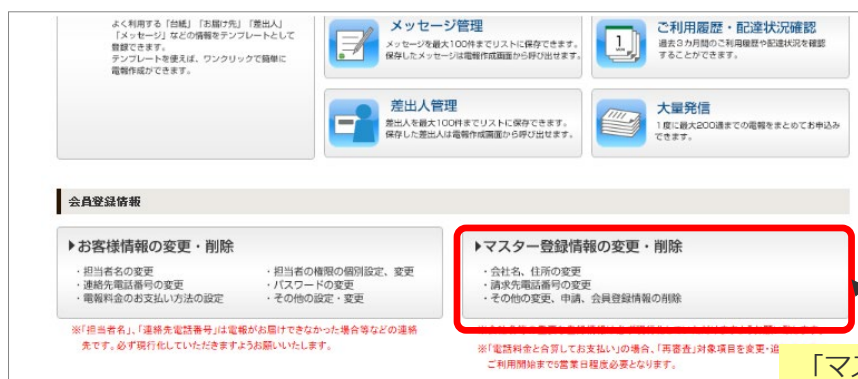 よく利用する「台紙」「お届け先」「差出人」
「メッセージ」などの情報をテンプレートとして
登録できます。
テンプレートを使えば、ワンクリックで簡単に
電報作成ができます。
メッセージ管理
メッセージを最大100件までリストに保存できます。
保存したメッセージは電報作成画面から呼び出せます。
ご利用履歴・配達状況確認
過去3カ月間のご利用履歴や配達状況を確認
することができます。
差出人管理
差出人を最大100件までリストに保存できます。
保存した差出人は電報作成画面から呼び出せます。
大量発信
1度に最大200通までの電報をまとめてお申込み
できます。
会員登録情報
お客様情報の変更・削除
・担当者名の変更
・連絡先電話番号の変更
・電報料金のお支払い方法の設定
・担当者の権限の個別設定、変更
・パスワードの変更
・その他の設定・変更
※「担当者名」、「連絡先電話番号」は電報がお届けできなかった場合等などの連絡
先です。必ず現行化していただきますようお願いいたします。
マスター登録情報の変更・削除
・会社名、住所の変更
・請求先電話番号の変更
・その他の変更、申請、会員登録情報の削除
※「電話料金と合算してお支払い」の場合、「再審査」対象項目を変更・追
ご利用開始まで5営業日程度必要となります。
「マ